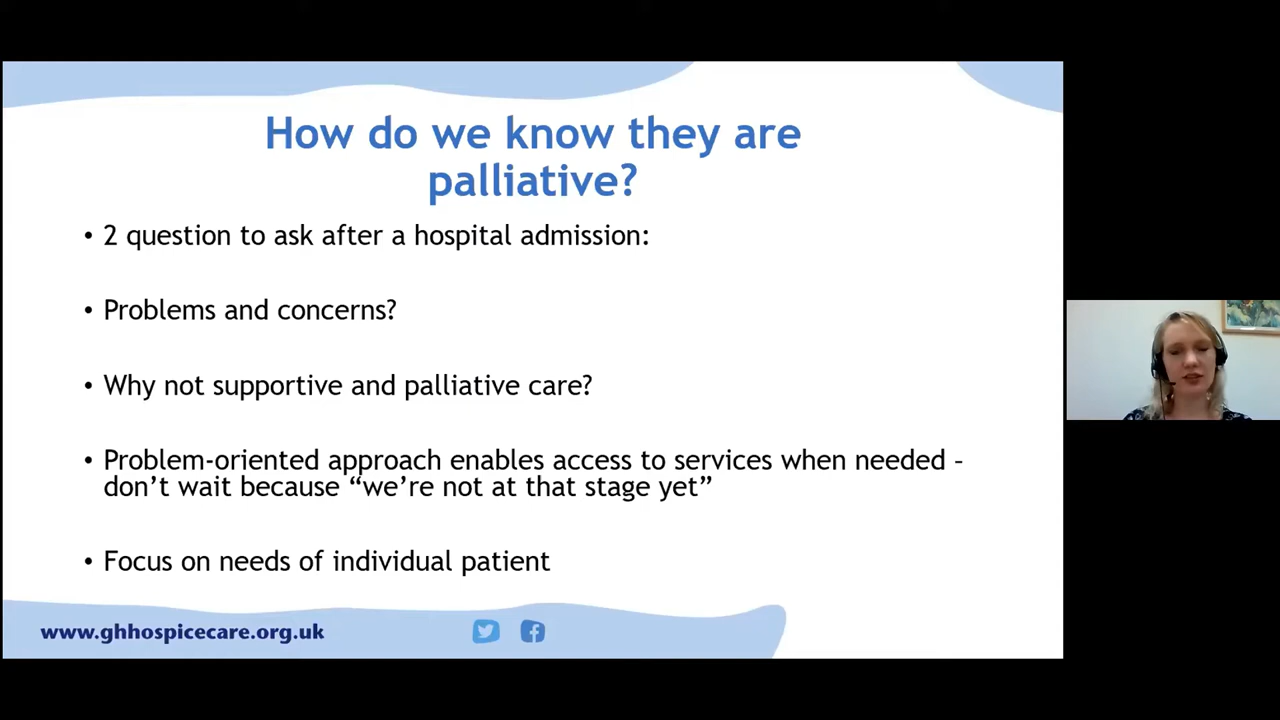 How do we know they are
palliative?
• 2 question to ask after a hospital admission:
• Problems and concerns?
• Why not supportive and palliative care?
• Problem-oriented approach enables access to services when needed –
don’t wait because “we’re not at that stage yet”
• Focus on needs of individual patient
www.ghhospicecare.org.uk